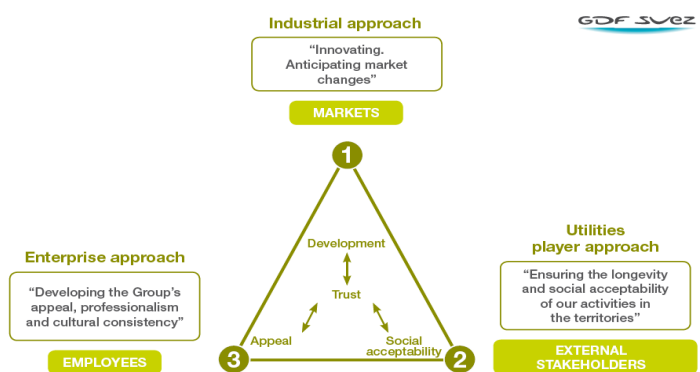 Industrial approach
GDF SUEZ
“Innovating.
Anticipating market
changes”
MARKETS
1
Development
Trust
Appeal
Social
acceptability
Enterprise approach
“Developing the Group’s
appeal, professionalism
and cultural consistency”
EMPLOYEES
3
2
Utilities
player approach
“Ensuring the longevity
and social acceptability
of our activities in
the territories”
EXTERNAL
STAKEHOLDERS